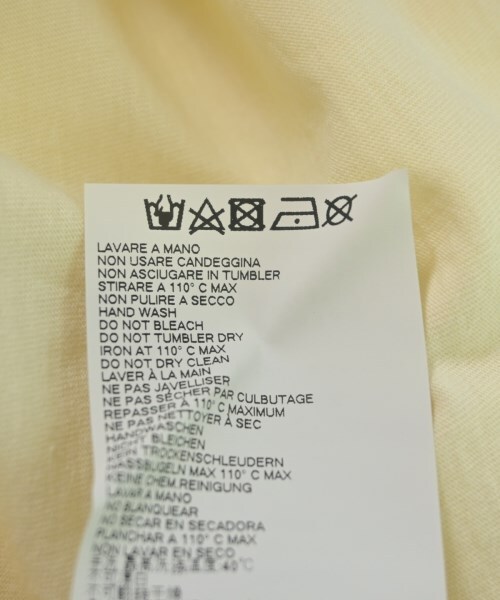 LAVARE A MANO
NON USARE CANDEGGINA
NON ASCIUGARE IN TUMBLER
STIRARE A 110° C MAX
NON PULIRE A SECCO
HAND WASH
DO NOT BLEACH
DO NOT TUMBLER DRY
IRON AT 110° C MAX
DO NOT DRY CLEAN
LAVER À LA MAIN
NE PAS JAVELLISER
NE PAS SÉCHER PAR CULBUTAGE
REPASSER À 110° C MAXIMUM
NE PAS NETTOYER À SEC
HANDWASCHEN
NICHT BLEICHEN
KEIN TROCKENSCHLEUDERN
MAX 110° C MAX
KEINE CHEM.REINIGUNG
LAVAR A MANO
NO BLANQUEAR
NO SECAR EN SECADORA
PLANCHAR A 110° C MAX
NON LAVAR EN SECO
40℃